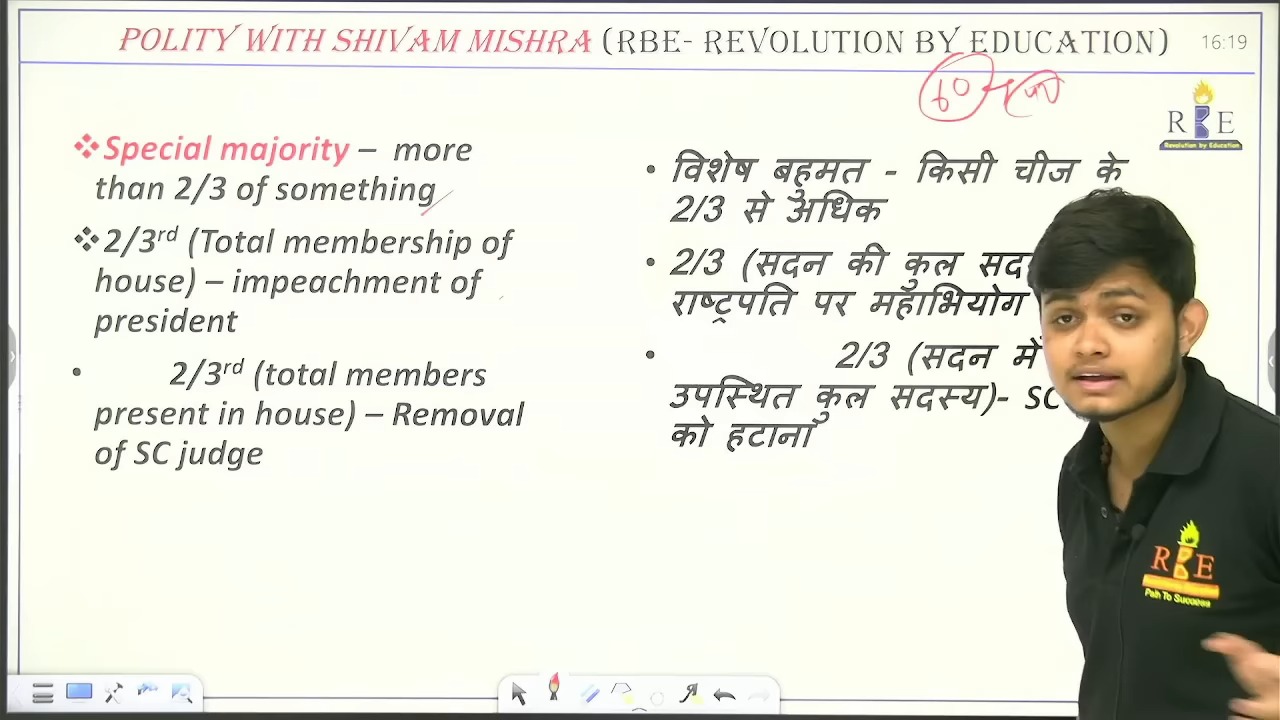 POLITY WITH SHIVAM MISHRA (RBE- REVOLUTION BY EDUCATION)
16:19
60
RBE
Revolution by Education
❖Special majority – more
than 2/3 of something
❖2/3rd (Total membership of
house) – impeachment of
president
• 2/3rd (total members
present in house) – Removal
of SC judge
• विशेष बहुमत - किसी चीज के
2/3 से अधिक
• 2/3 (सदन की कुल
राष्ट्रपति पर महाभियोग
• 2/3 (सदन में
उपस्थित कुल सदस्य)- SC
को हटाना
RBE
Path To Success